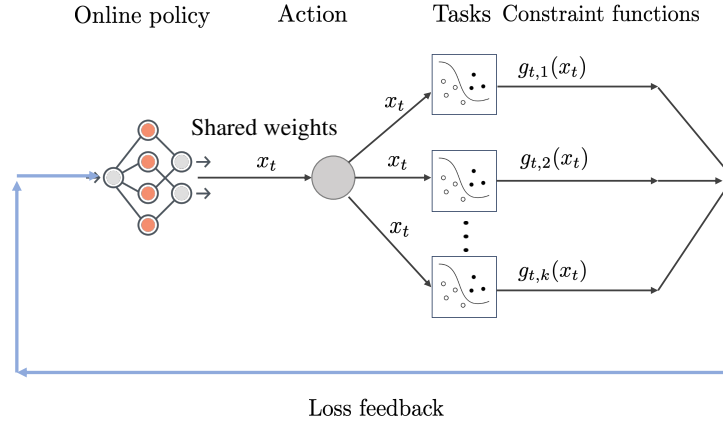 Online policy
Action
Tasks
Constraint functions
Shared weights
x_t
x_t
x_t
x_t
g_{t,1}(x_t)
g_{t,2}(x_t)
g_{t,k}(x_t)
Loss feedback